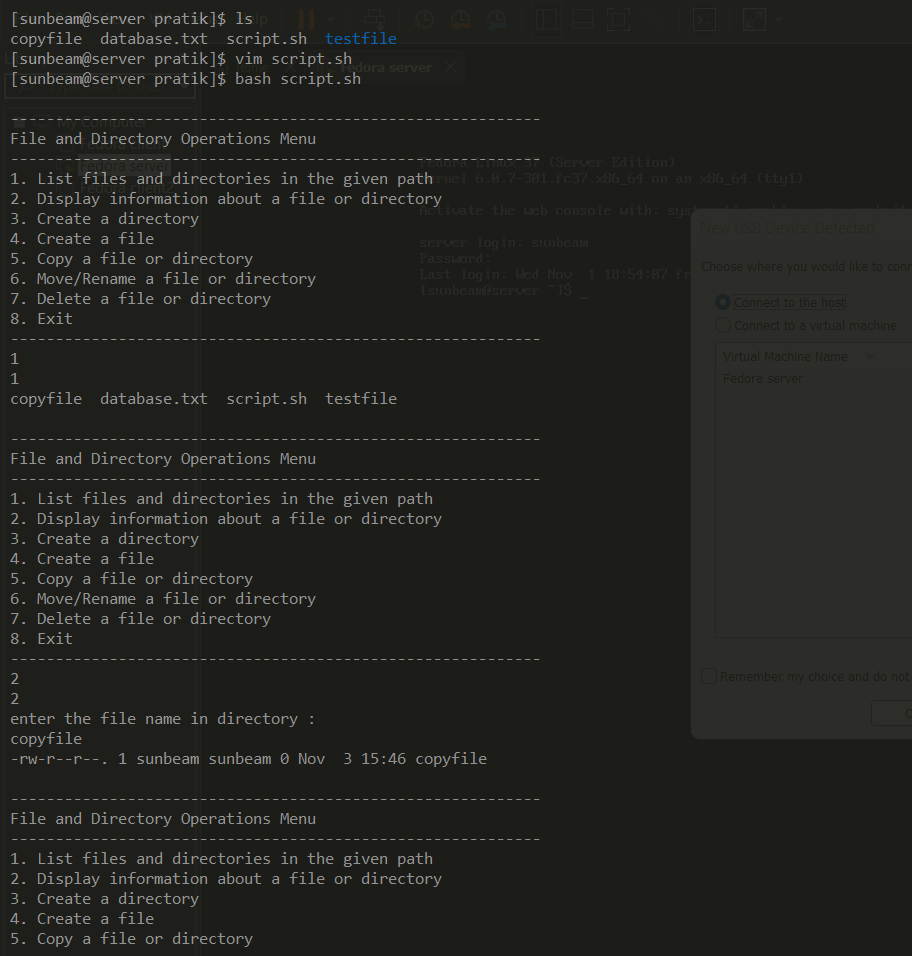 [sunbeam@server pratik]$ ls
copyfile  database.txt  script.sh  testfile
[sunbeam@server pratik]$ vim script.sh
[sunbeam@server pratik]$ bash script.sh
-----------------------------------------------------------
File and Directory Operations Menu
-----------------------------------------------------------
1. List files and directories in the given path
2. Display information about a file or directory
3. Create a directory
4. Create a file
5. Copy a file or directory
6. Move/Rename a file or directory
7. Delete a file or directory
8. Exit
-----------------------------------------------------------
1
1
copyfile  database.txt  script.sh  testfile
-----------------------------------------------------------
File and Directory Operations Menu
-----------------------------------------------------------
1. List files and directories in the given path
2. Display information about a file or directory
3. Create a directory
4. Create a file
5. Copy a file or directory
6. Move/Rename a file or directory
7. Delete a file or directory
8. Exit
-----------------------------------------------------------
2
2
enter the file name in directory :
copyfile
-rw-r--r--. 1 sunbeam sunbeam 0 Nov  3 15:46 copyfile
-----------------------------------------------------------
File and Directory Operations Menu
-----------------------------------------------------------
1. List files and directories in the given path
2. Display information about a file or directory
3. Create a directory
4. Create a file
5. Copy a file or directory
Fedora server
My Computer
Fedora server
Fedora Linux 37 (Server Edition)
Kernel 6.0.7-301.fc37.x86_64 on an x86_64 (tty1)
Activate the web console with:
server login: sunbeam
Password:
Last login: Wed Nov  1 18:54:07
[sunbeam@server ~]$ _
New USB Device Detected
Choose where you would like to
Connect to the host
Connect to a virtual machine
Virtual Machine Name
Fedora server
Remember my choice and do not